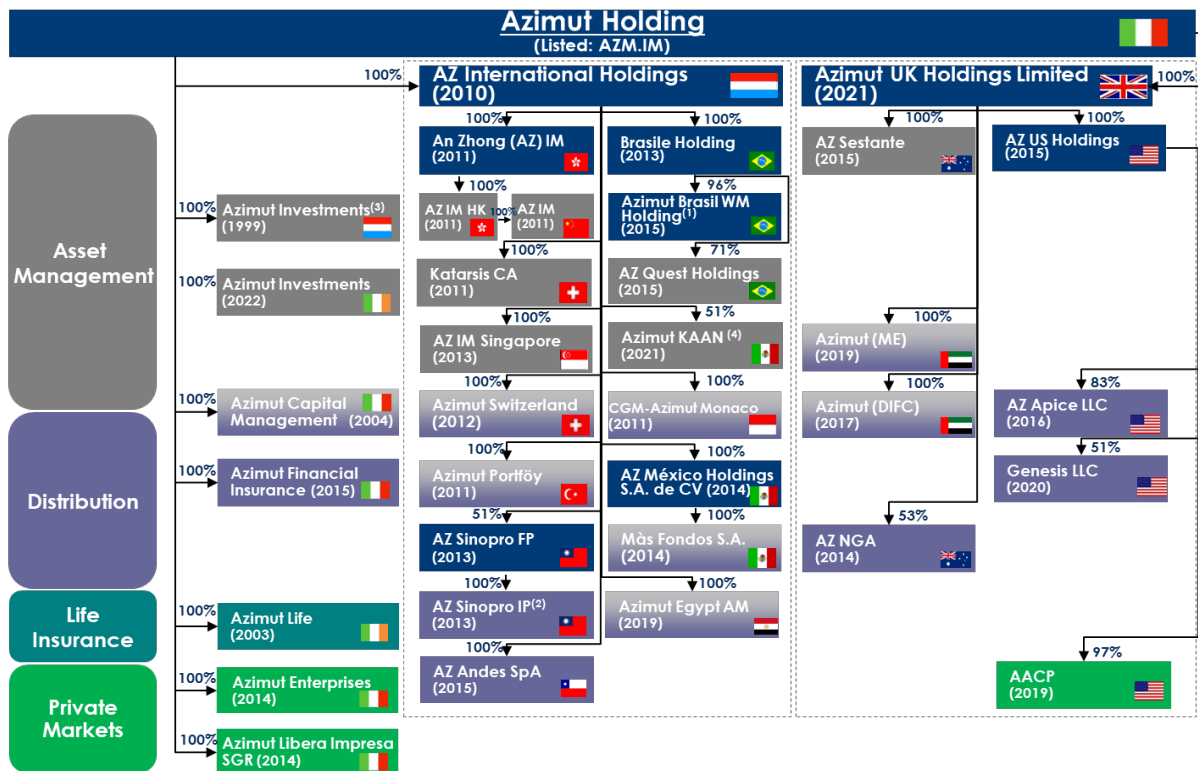 Azimut Holding
(Listed: AZM.IM)
100%
AZ International Holdings
(2010)
Azimut UK Holdings Limited
(2021)
100%
Asset
Management
Distribution
Life
Insurance
Private
Markets
100%
Azimut Investments(3)
(1999)
100%
Azimut Investments
(2022)
100%
Azimut Capital
Management (2004)
100%
Azimut Financial
Insurance (2015)
100%
Azimut Life
(2003)
100%
Azimut Enterprises
(2014)
100%
Azimut Libera Impresa
SGR (2014)
100%
An Zhong (AZ) IM
(2011)
100%
AZ IM HK
(2011)
100%
AZ IM
(2011)
100%
Katarsis CA
(2011)
100%
AZ IM Singapore
(2013)
100%
Azimut Switzerland
(2012)
100%
Azimut Portföy
(2011)
51%
AZ Sinopro FP
(2013)
100%
AZ Sinopro IP(2)
(2013)
100%
AZ Andes SpA
(2015)
100%
Brasile Holding
(2013)
96%
Azimut Brasil WM
Holding(1)
(2015)
71%
AZ Quest Holdings
(2015)
51%
Azimut KAAN (4)
(2021)
100%
CGM-Azimut Monaco
(2011)
100%
AZ México Holdings
S.A. de CV (2014)
100%
Màs Fondos S.A.
(2014)
100%
Azimut Egypt AM
(2019)
100%
AZ Sestante
(2015)
100%
Azimut (ME)
(2019)
100%
Azimut (DIFC)
(2017)
53%
AZ NGA
(2014)
100%
AZ US Holdings
(2015)
83%
AZ Apice LLC
(2016)
51%
Genesis LLC
(2020)
97%
AACP
(2019)